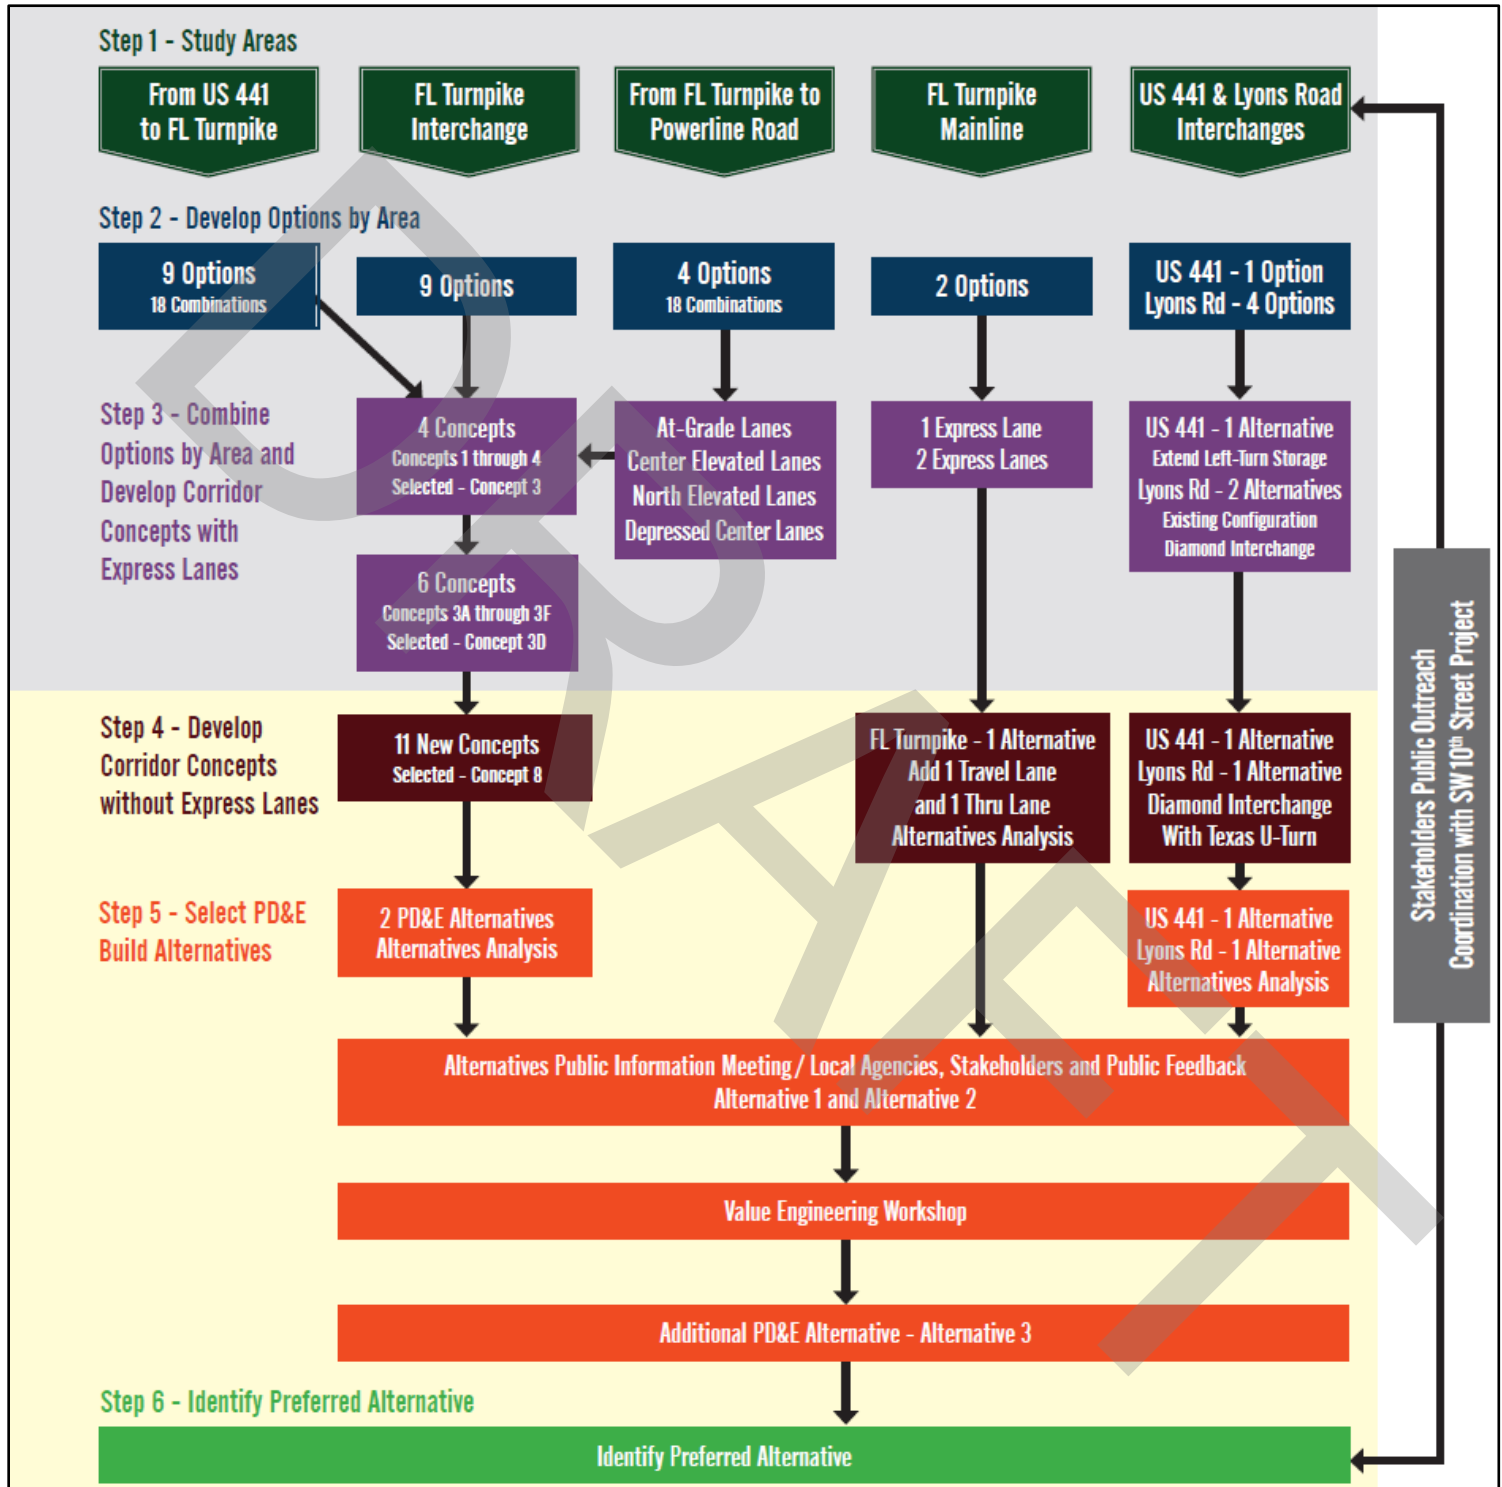 Step 1 - Study Areas
From US 441
to FL Turnpike
FL Turnpike
Interchange
From FL Turnpike to
Powerline Road
FL Turnpike
Mainline
US 441 & Lyons Road
Interchanges
Step 2 - Develop Options by Area
9 Options
18 Combinations
9 Options
4 Options
18 Combinations
2 Options
US 441 - 1 Option
Lyons Rd - 4 Options
Step 3 - Combine
Options by Area and
Develop Corridor
Concepts with
Express Lanes
4 Concepts
Concepts 1 through 4
Selected - Concept 3
At-Grade Lanes
Center Elevated Lanes
North Elevated Lanes
Depressed Center Lanes
1 Express Lane
2 Express Lanes
US 441 - 1 Alternative
Extend Left-Turn Storage
Lyons Rd - 2 Alternatives
Existing Configuration
Diamond Interchange
6 Concepts
Concepts 3A through 3F
Selected - Concept 3D
Step 4 - Develop
Corridor Concepts
without Express Lanes
11 New Concepts
Selected - Concept 8
FL Turnpike - 1 Alternative
Add 1 Travel Lane
and 1 Thru Lane
Alternatives Analysis
US 441 - 1 Alternative
Lyons Rd - 1 Alternative
Diamond Interchange
With Texas U-Turn
Step 5 - Select PD&E
Build Alternatives
2 PD&E Alternatives
Alternatives Analysis
US 441 - 1 Alternative
Lyons Rd - 1 Alternative
Alternatives Analysis
Alternatives Public Information Meeting / Local Agencies, Stakeholders and Public Feedback
Alternative 1 and Alternative 2
Value Engineering Workshop
Additional PD&E Alternative - Alternative 3
Step 6 - Identify Preferred Alternative
Identify Preferred Alternative
Stakeholders Public Outreach
Coordination with SW 10th Street Project
DRAFT